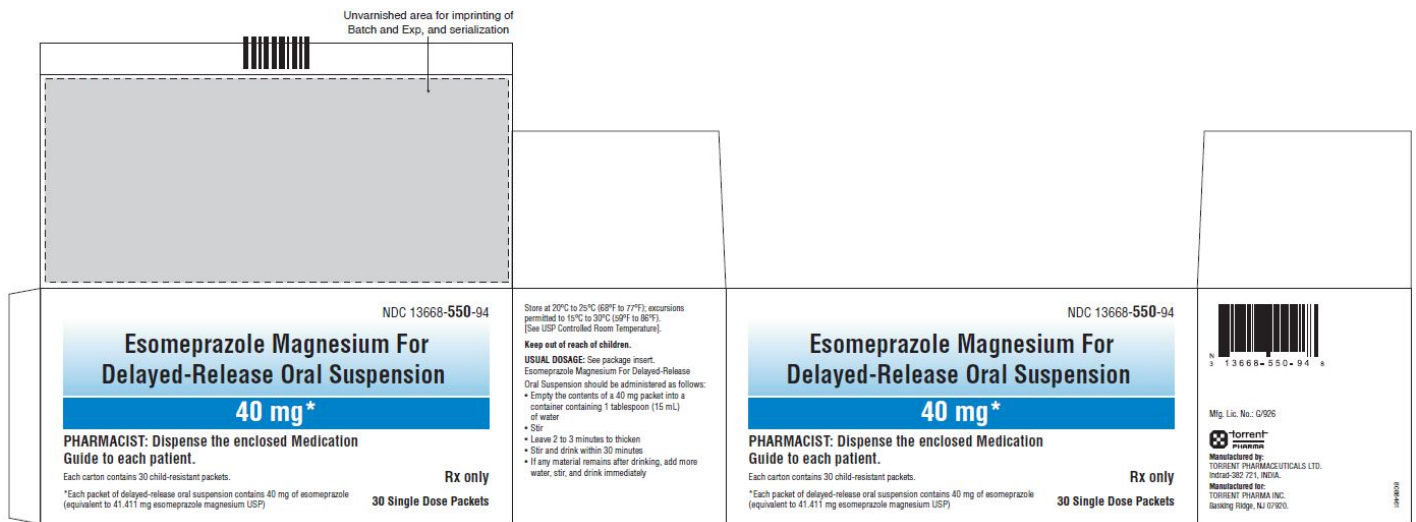 Unvarnished area for imprinting of
Batch and Exp, and serialization
NDC 13668-550-94
Esomeprazole Magnesium For
Delayed-Release Oral Suspension
40 mg*
PHARMACIST: Dispense the enclosed Medication
Guide to each patient.
Each carton contains 30 child-resistant packets.
Rx only
*Each packet of delayed-release oral suspension contains 40 mg of esomeprazole
(equivalent to 41.411 mg esomeprazole magnesium USP)
30 Single Dose Packets
Store at 20°C to 25°C (68°F to 77°F); excursions
permitted to 15°C to 30°C (59°F to 86°F).
[See USP Controlled Room Temperature].
Keep out of reach of children.
USUAL DOSAGE: See package insert.
Esomeprazole Magnesium For Delayed-Release
Oral Suspension should be administered as follows:
• Empty the contents of a 40 mg packet into a
container containing 1 tablespoon (15 mL)
of water
• Stir
• Leave 2 to 3 minutes to thicken
• Stir and drink within 30 minutes
• If any material remains after drinking, add more
water, stir, and drink immediately
NDC 13668-550-94
Esomeprazole Magnesium For
Delayed-Release Oral Suspension
40 mg*
PHARMACIST: Dispense the enclosed Medication
Guide to each patient.
Each carton contains 30 child-resistant packets.
Rx only
*Each packet of delayed-release oral suspension contains 40 mg of esomeprazole
(equivalent to 41.411 mg esomeprazole magnesium USP)
30 Single Dose Packets
N
3 13668-550-94 8
Mfg. Lic. No.: G/926
torrent
PHARMA
Manufactured by:
TORRENT PHARMACEUTICALS LTD.
Indrad-382 721, INDIA.
Manufactured for:
TORRENT PHARMA INC.
Basking Ridge, NJ 07920.